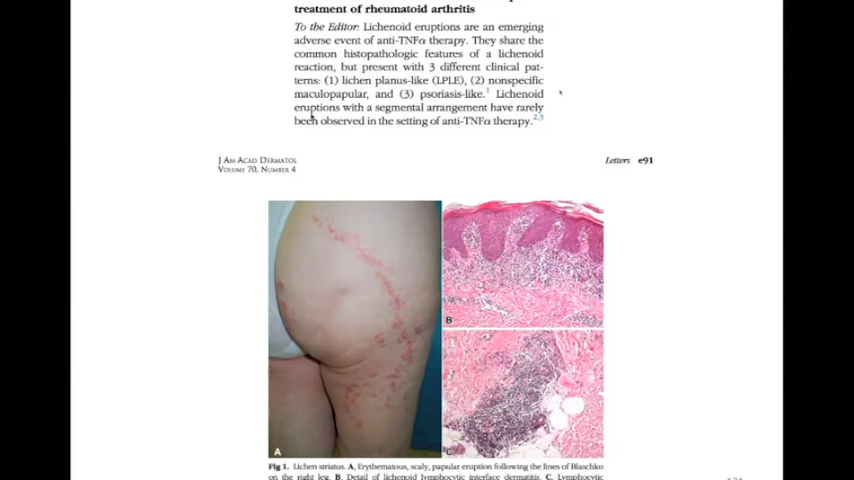 treatment of rheumatoid arthritis
To the Editor: Lichenoid eruptions are an emerging
adverse event of anti-TNFα therapy. They share the
common histopathologic features of a lichenoid
reaction, but present with 3 different clinical pat-
terns: (1) lichen planus-like (LPLE), (2) nonspecific
maculopapular, and (3) psoriasis-like.1 Lichenoid
eruptions with a segmental arrangement have rarely
been observed in the setting of anti-TNFα therapy.2,3
J AM ACAD DERMATOL
VOLUME 70, NUMBER 4
Letters e91
A
B
C
Fig 1. Lichen striatus. A, Erythematous, scaly, papular eruption following the lines of Blaschko
on the right leg. B, Detail of lichenoid lymphocytic interface dermatitis. C, Lymphocytic